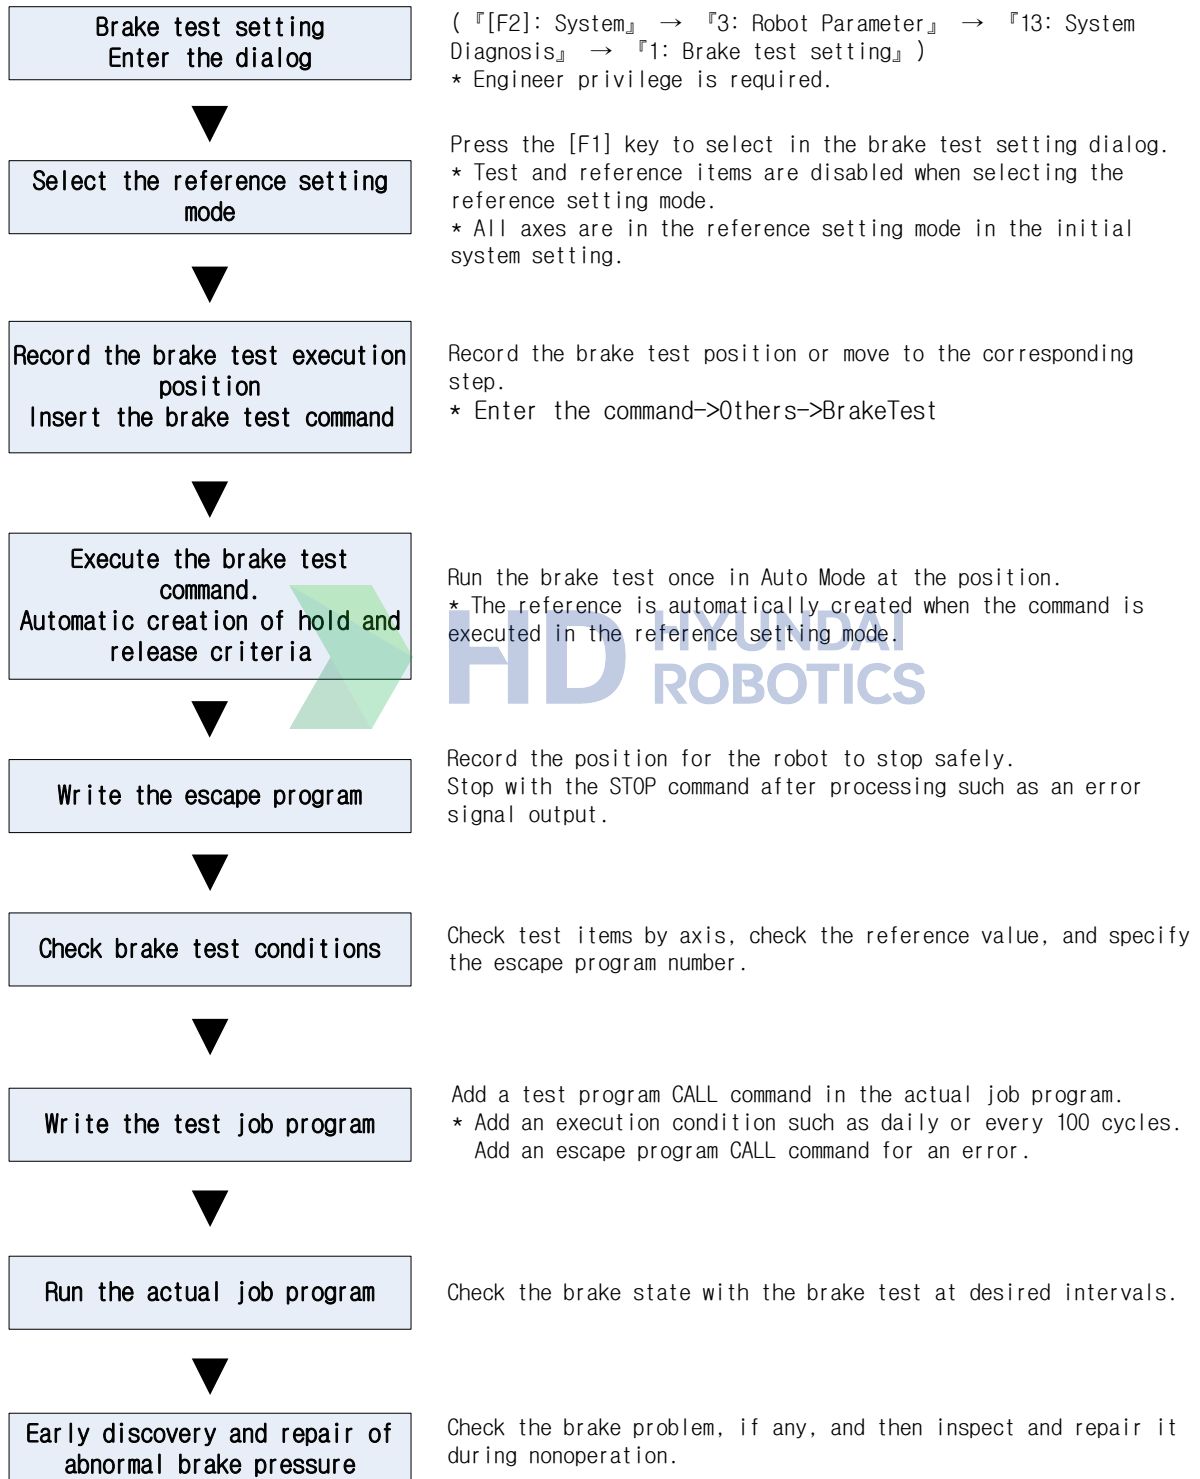 Brake test setting
Enter the dialog
(『[F2]: System』 → 『3: Robot Parameter』 → 『13: System
Diagnosis』 → 『1: Brake test setting』)
* Engineer privilege is required.
Select the reference setting
mode
Press the [F1] key to select in the brake test setting dialog.
* Test and reference items are disabled when selecting the
reference setting mode.
* All axes are in the reference setting mode in the initial
system setting.
Record the brake test execution
position
Insert the brake test command
Record the brake test position or move to the corresponding
step.
* Enter the command->Others->BrakeTest
Execute the brake test
command.
Automatic creation of hold and
release criteria
Run the brake test once in Auto Mode at the position.
* The reference is automatically created when the command is
executed in the reference setting mode.
HD HYUNDAI
ROBOTICS
Write the escape program
Record the position for the robot to stop safely.
Stop with the STOP command after processing such as an error
signal output.
Check brake test conditions
Check test items by axis, check the reference value, and specify
the escape program number.
Write the test job program
Add a test program CALL command in the actual job program.
* Add an execution condition such as daily or every 100 cycles.
Add an escape program CALL command for an error.
Run the actual job program
Check the brake state with the brake test at desired intervals.
Early discovery and repair of
abnormal brake pressure
Check the brake problem, if any, and then inspect and repair it
during nonoperation.